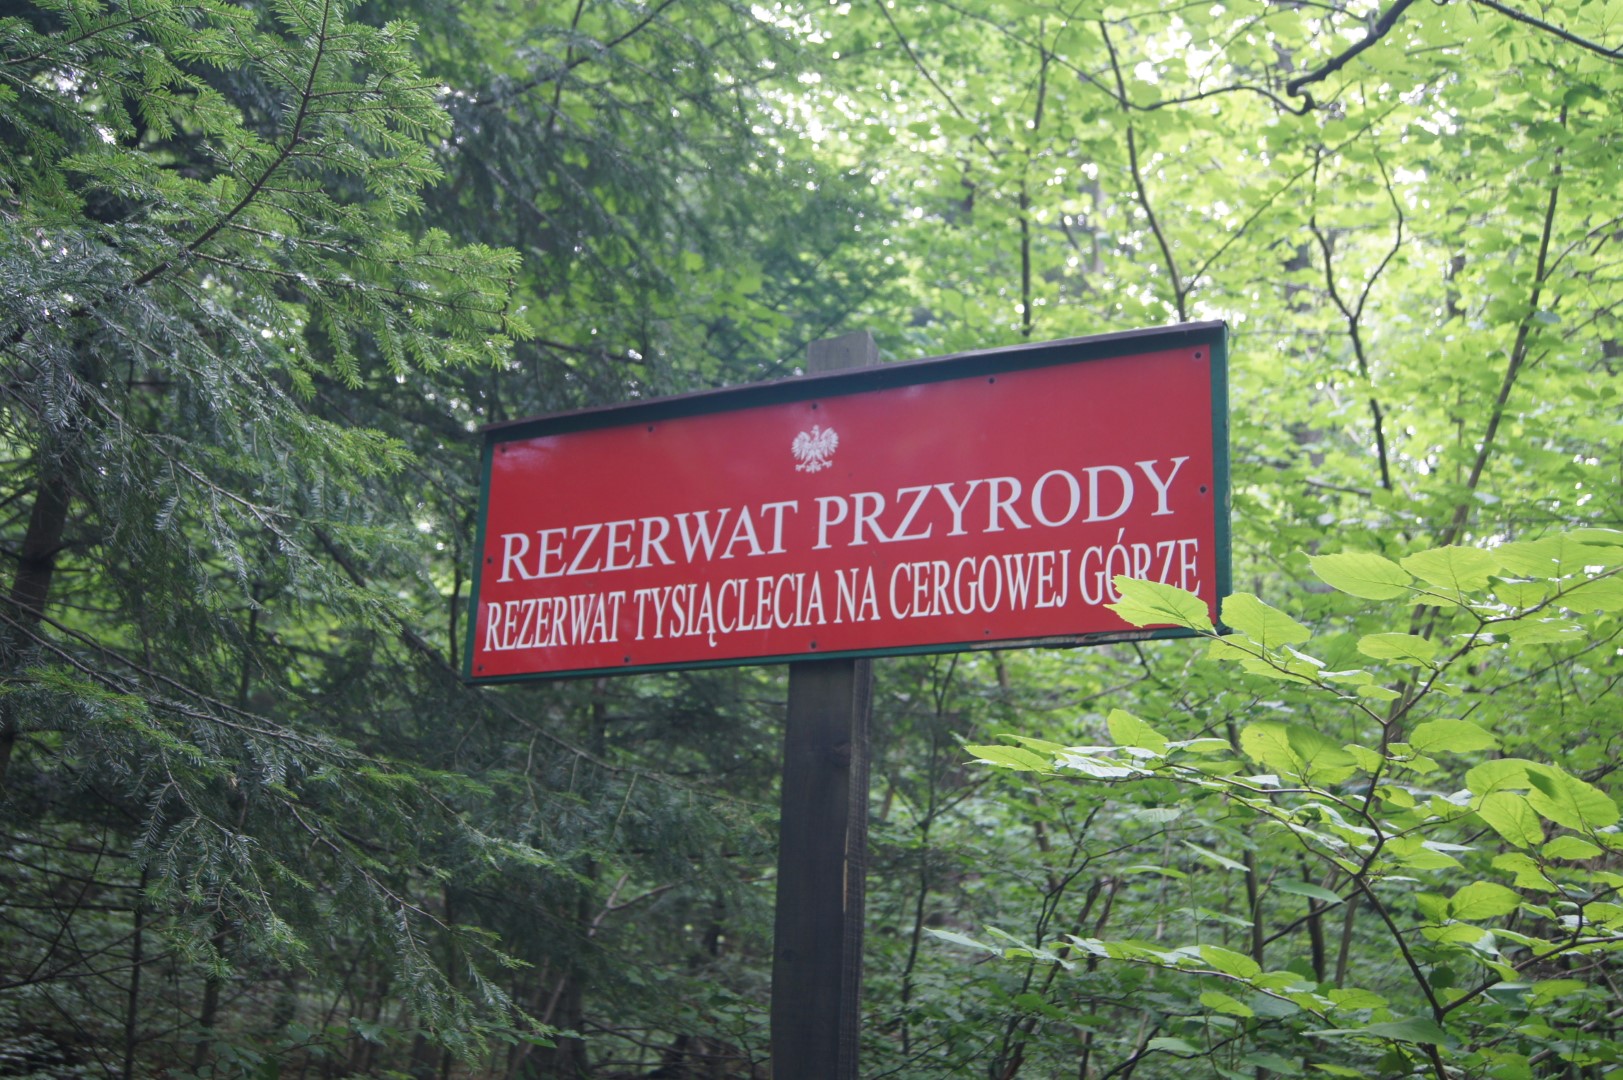 REZERWAT PRZYRODY
REZERWAT TYSIĄCLECIA NA CERGOWEJ GÓRZE